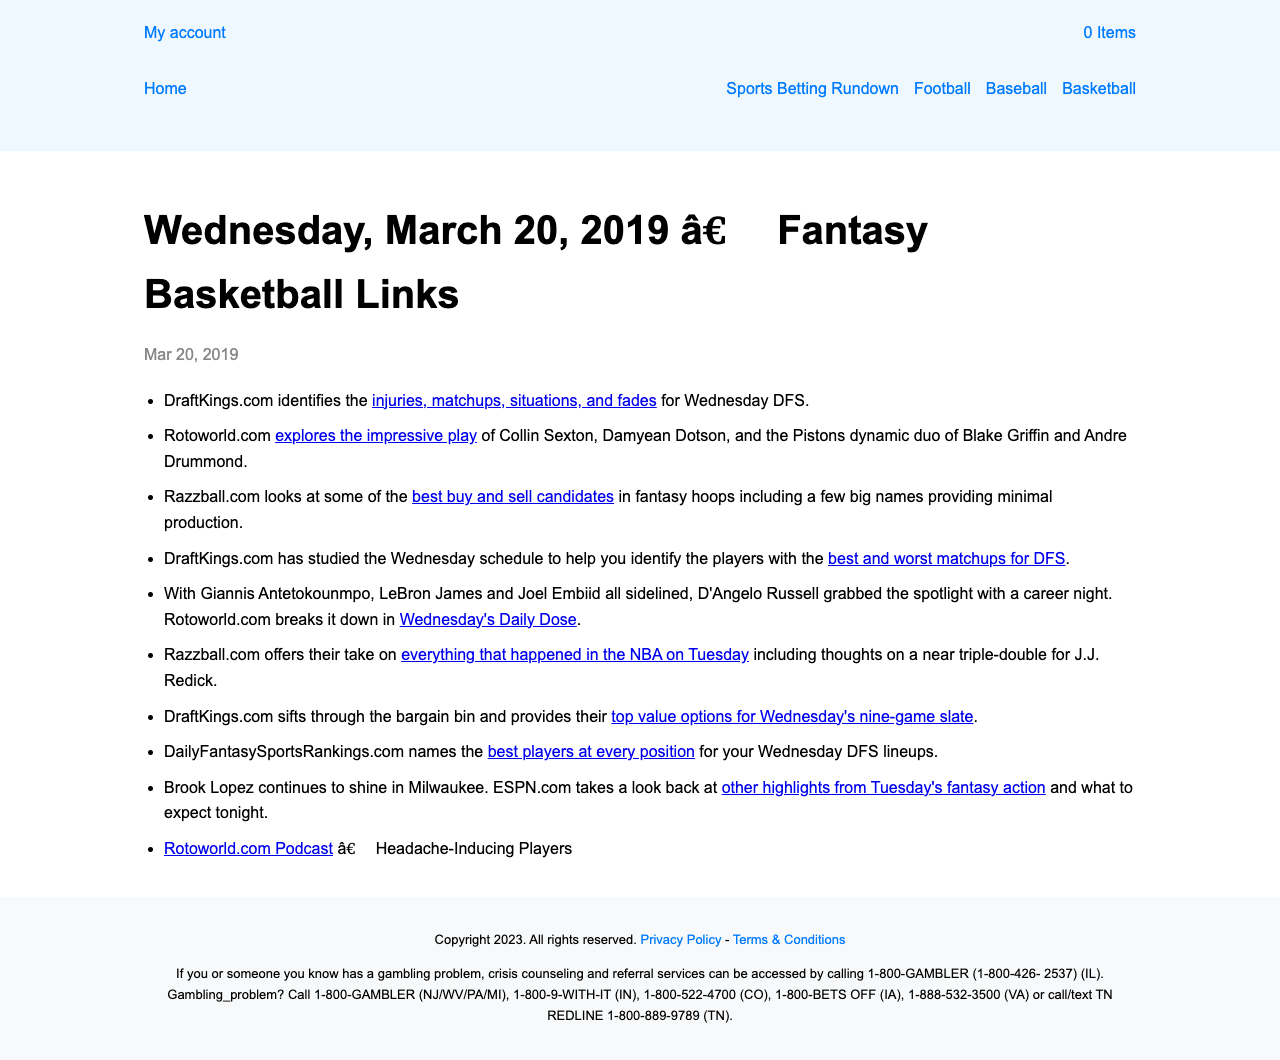 My account
0 Items
Home
Sports Betting Rundown Football Baseball Basketball
Wednesday, March 20, 2019 â€ Fantasy
Basketball Links
Mar 20, 2019
• DraftKings.com identifies the injuries, matchups, situations, and fades for Wednesday DFS.
• Rotoworld.com explores the impressive play of Collin Sexton, Damyean Dotson, and the Pistons dynamic duo of Blake Griffin and Andre
Drummond.
• Razzball.com looks at some of the best buy and sell candidates in fantasy hoops including a few big names providing minimal
production.
• DraftKings.com has studied the Wednesday schedule to help you identify the players with the best and worst matchups for DFS.
• With Giannis Antetokounmpo, LeBron James and Joel Embiid all sidelined, D'Angelo Russell grabbed the spotlight with a career night.
Rotoworld.com breaks it down in Wednesday's Daily Dose.
• Razzball.com offers their take on everything that happened in the NBA on Tuesday including thoughts on a near triple-double for J.J.
Redick.
• DraftKings.com sifts through the bargain bin and provides their top value options for Wednesday's nine-game slate.
• DailyFantasySportsRankings.com names the best players at every position for your Wednesday DFS lineups.
• Brook Lopez continues to shine in Milwaukee. ESPN.com takes a look back at other highlights from Tuesday's fantasy action and what to
expect tonight.
• Rotoworld.com Podcast â€ Headache-Inducing Players
Copyright 2023. All rights reserved. Privacy Policy - Terms & Conditions
If you or someone you know has a gambling problem, crisis counseling and referral services can be accessed by calling 1-800-GAMBLER (1-800-426- 2537) (IL).
Gambling_problem? Call 1-800-GAMBLER (NJ/WV/PA/MI), 1-800-9-WITH-IT (IN), 1-800-522-4700 (CO), 1-800-BETS OFF (IA), 1-888-532-3500 (VA) or call/text TN
REDLINE 1-800-889-9789 (TN).